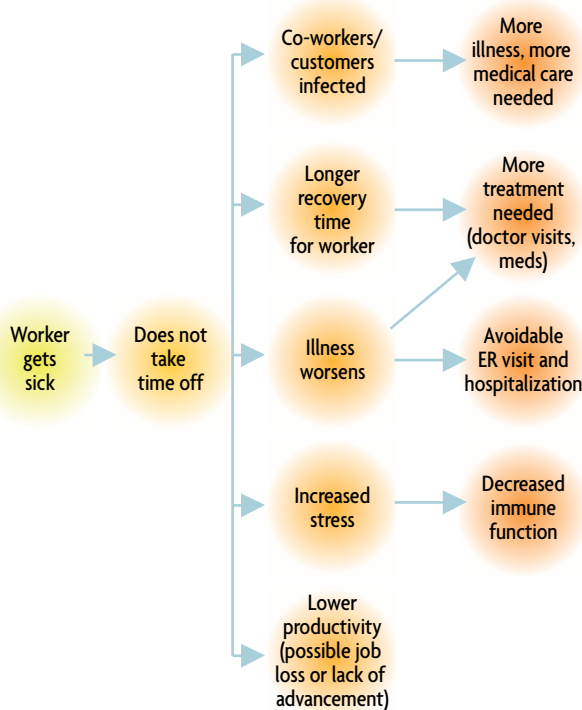 Co-workers/
customers
infected
More
illness, more
medical care
needed
Longer
recovery
time
for worker
More
treatment
needed
(doctor visits,
meds)
Worker
gets
sick
Does not
take
time off
Illness
worsens
Avoidable
ER visit and
hospitalization
Increased
stress
Decreased
immune
function
Lower
productivity
(possible job
loss or lack of
advancement)